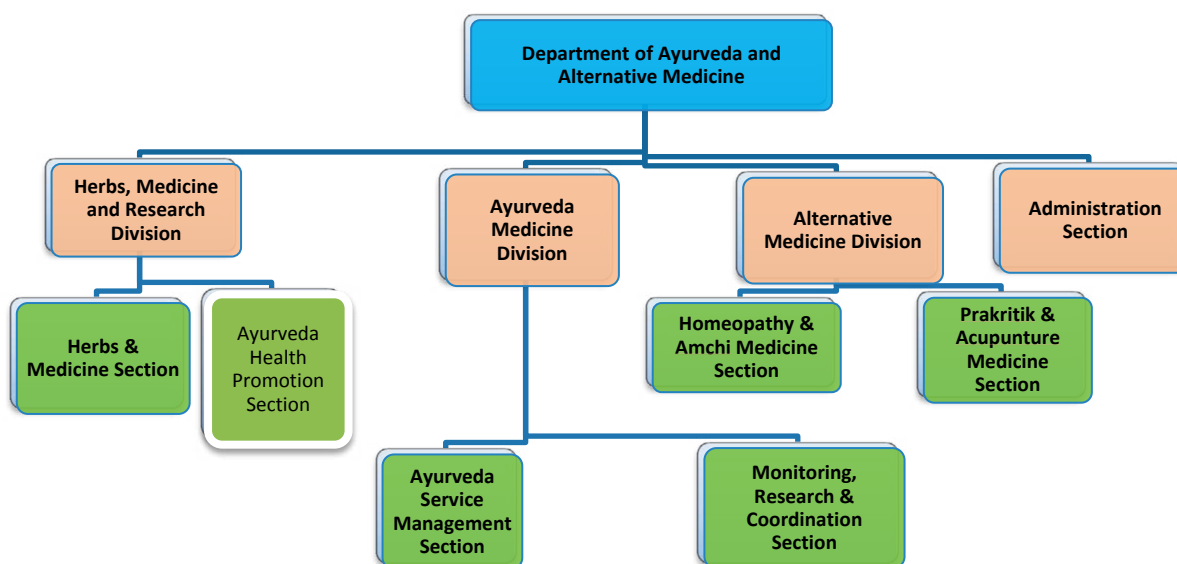 Department of Ayurveda and
Alternative Medicine
Herbs, Medicine
and Research
Division
Ayurveda
Medicine
Division
Alternative
Medicine Division
Administration
Section
Herbs &
Medicine Section
Ayurveda
Health
Promotion
Section
Homeopathy &
Amchi Medicine
Section
Prakritik &
Acupunture
Medicine
Section
Ayurveda
Service
Management
Section
Monitoring,
Research &
Coordination
Section